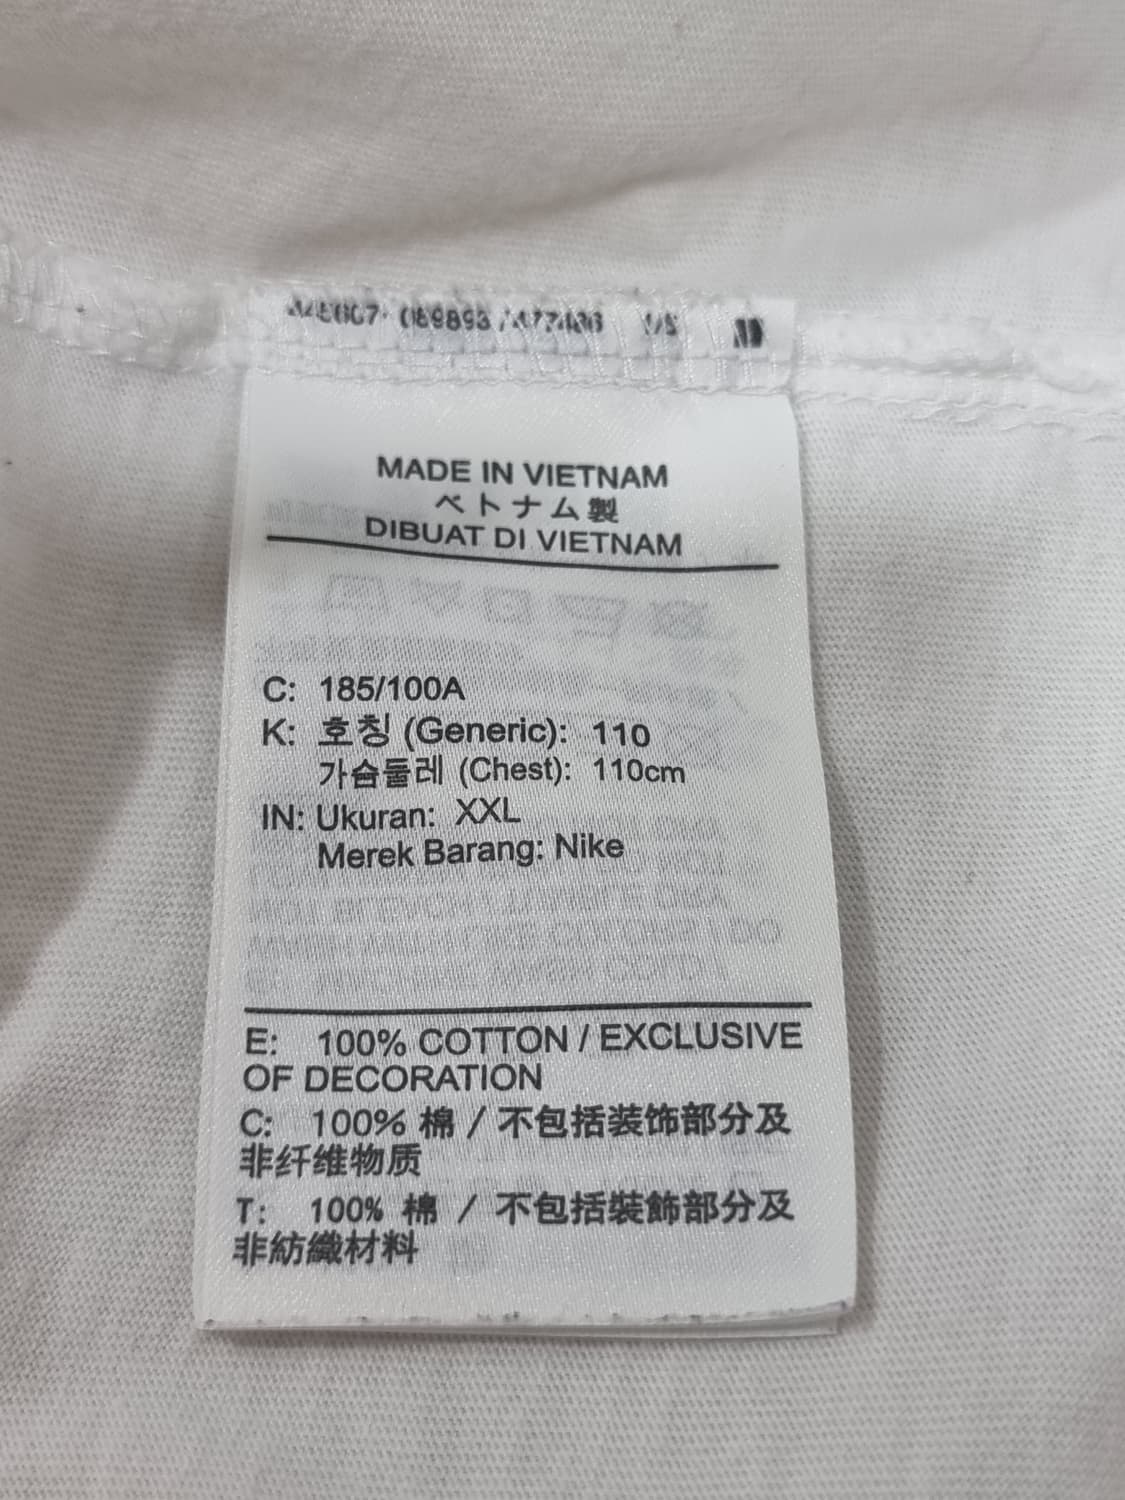 MADE IN VIETNAM
ベトナム製
DIBUAT DI VIETNAM
C: 185/100A
K: 호칭 (Generic): 110
가슴둘레 (Chest): 110cm
IN: Ukuran: XXL
Merek Barang: Nike
E: 100% COTTON / EXCLUSIVE
OF DECORATION
C: 100% 棉 / 不包括装饰部分及
非纤维物质
T: 100% 棉 / 不包括裝飾部分及
非紡織材料